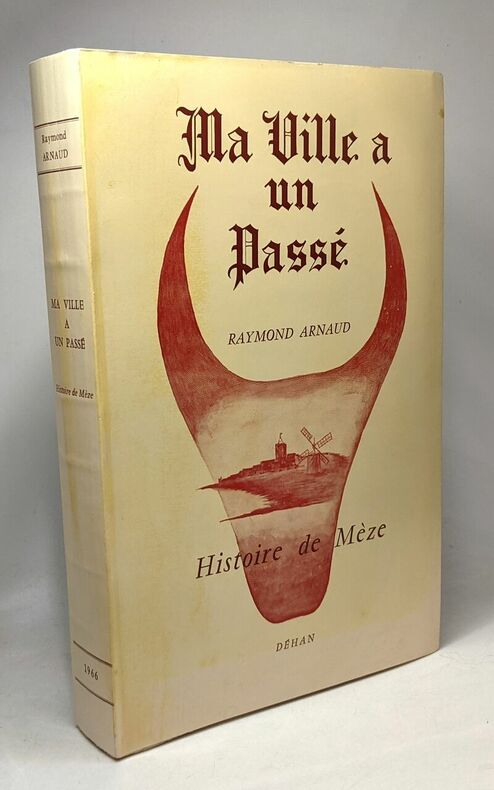 Raymond
ARNAUD
MA VILLE
A
UN PASSÉ
Histoire de Mèze
1966
Ma Ville a
un
Passé
RAYMOND ARNAUD
Histoire de Mèze
DÉHAN